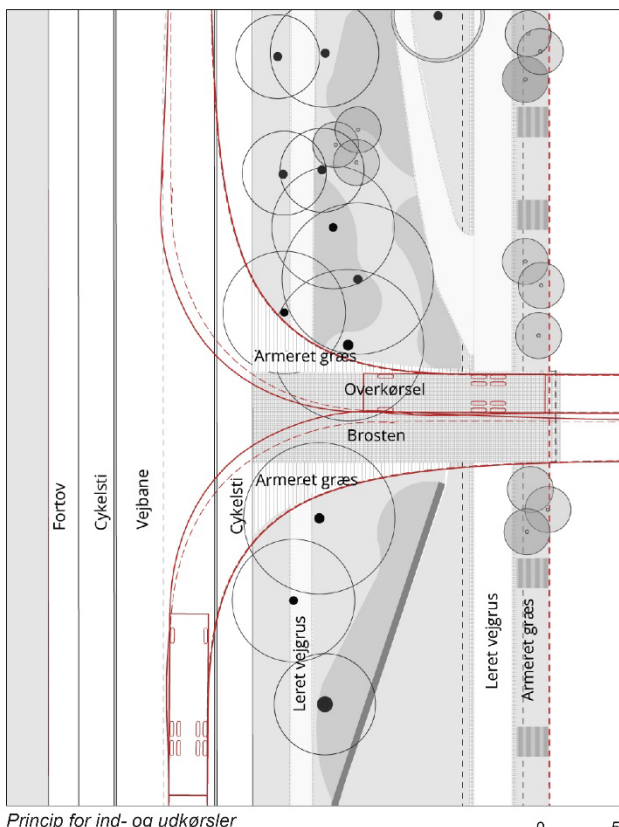 Armeret græs
Overkørsel
Brosten
Armeret græs
Fortov
Cykelsti
Vejbane
Cykelsti
Leret vejgrus
Leret vejgrus
Armeret græs
Princip for ind- og udkørsler
0 5